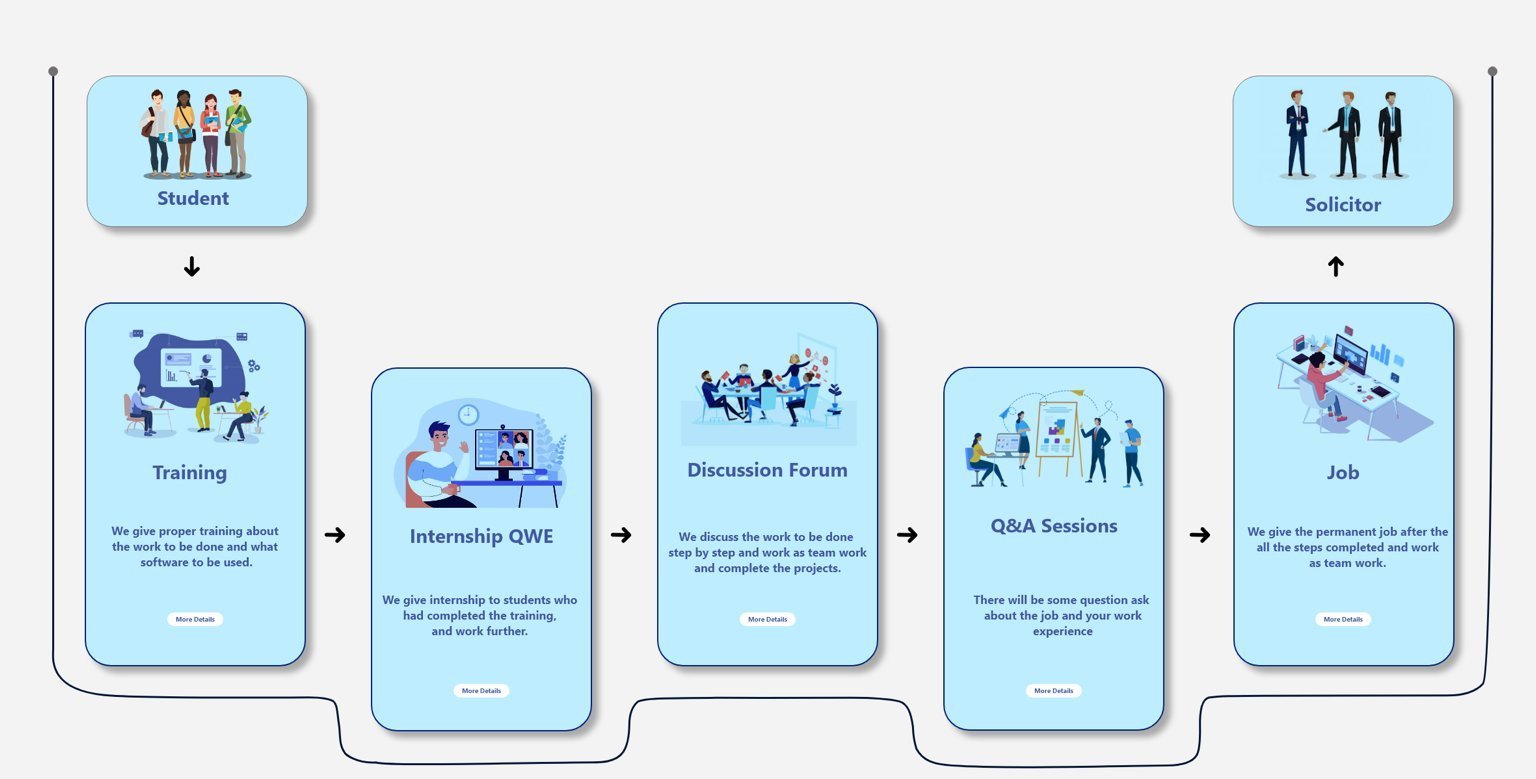 Student
Solicitor
Training
We give proper training about
the work to be done and what
software to be used.
More Details
Internship QWE
We give internship to students who
had completed the training,
and work further.
More Details
Discussion Forum
We discuss the work to be done
step by step and work as team work
and complete the projects.
More Details
Q&A Sessions
There will be some question ask
about the job and your work
experience
More Details
Job
We give the permanent job after the
all the steps completed and work
as team work.
More Details